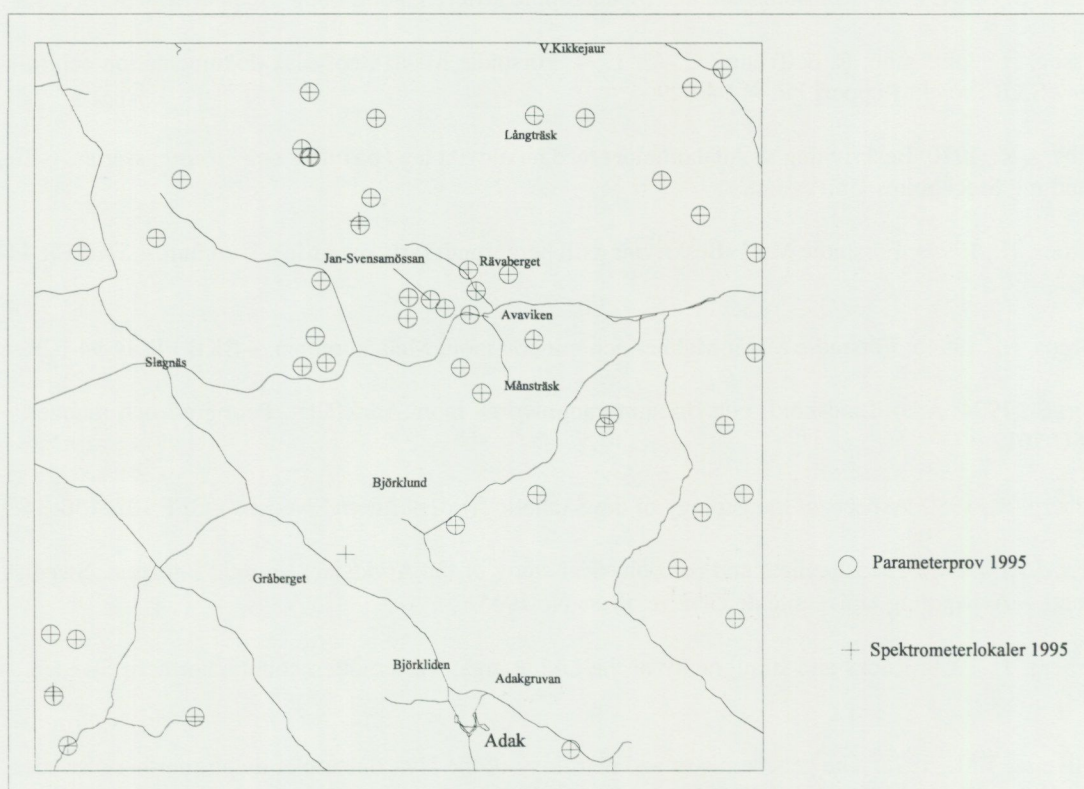 V.Kikkejaur
Långträsk
Jan-Svensamössan
Rävaberget
Avaviken
Slagnäs
Månsträsk
Björklund
Gråberget
Parameterprov 1995
Spektrometerlokaler 1995
Björkliden
Adakgruvan
Adak